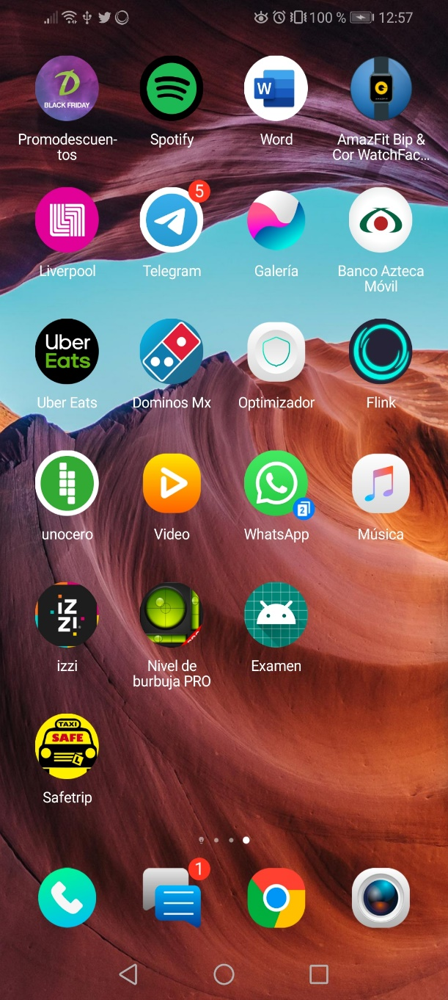 100 % 12:57
D
BLACK FRIDAY
W
Promodescuen-
tos
Spotify
Word
AmazFit Bip &
Cor WatchFac...
5
Liverpool
Telegram
Galería
Banco Azteca
Móvil
Uber
Eats
Uber Eats
Dominos Mx
Optimizador
Flink
2
unocero
Video
WhatsApp
Música
iZ
Zi
izzi
Nivel de
burbuja PRO
Examen
TAXI
SAFE
L
Safetrip
1